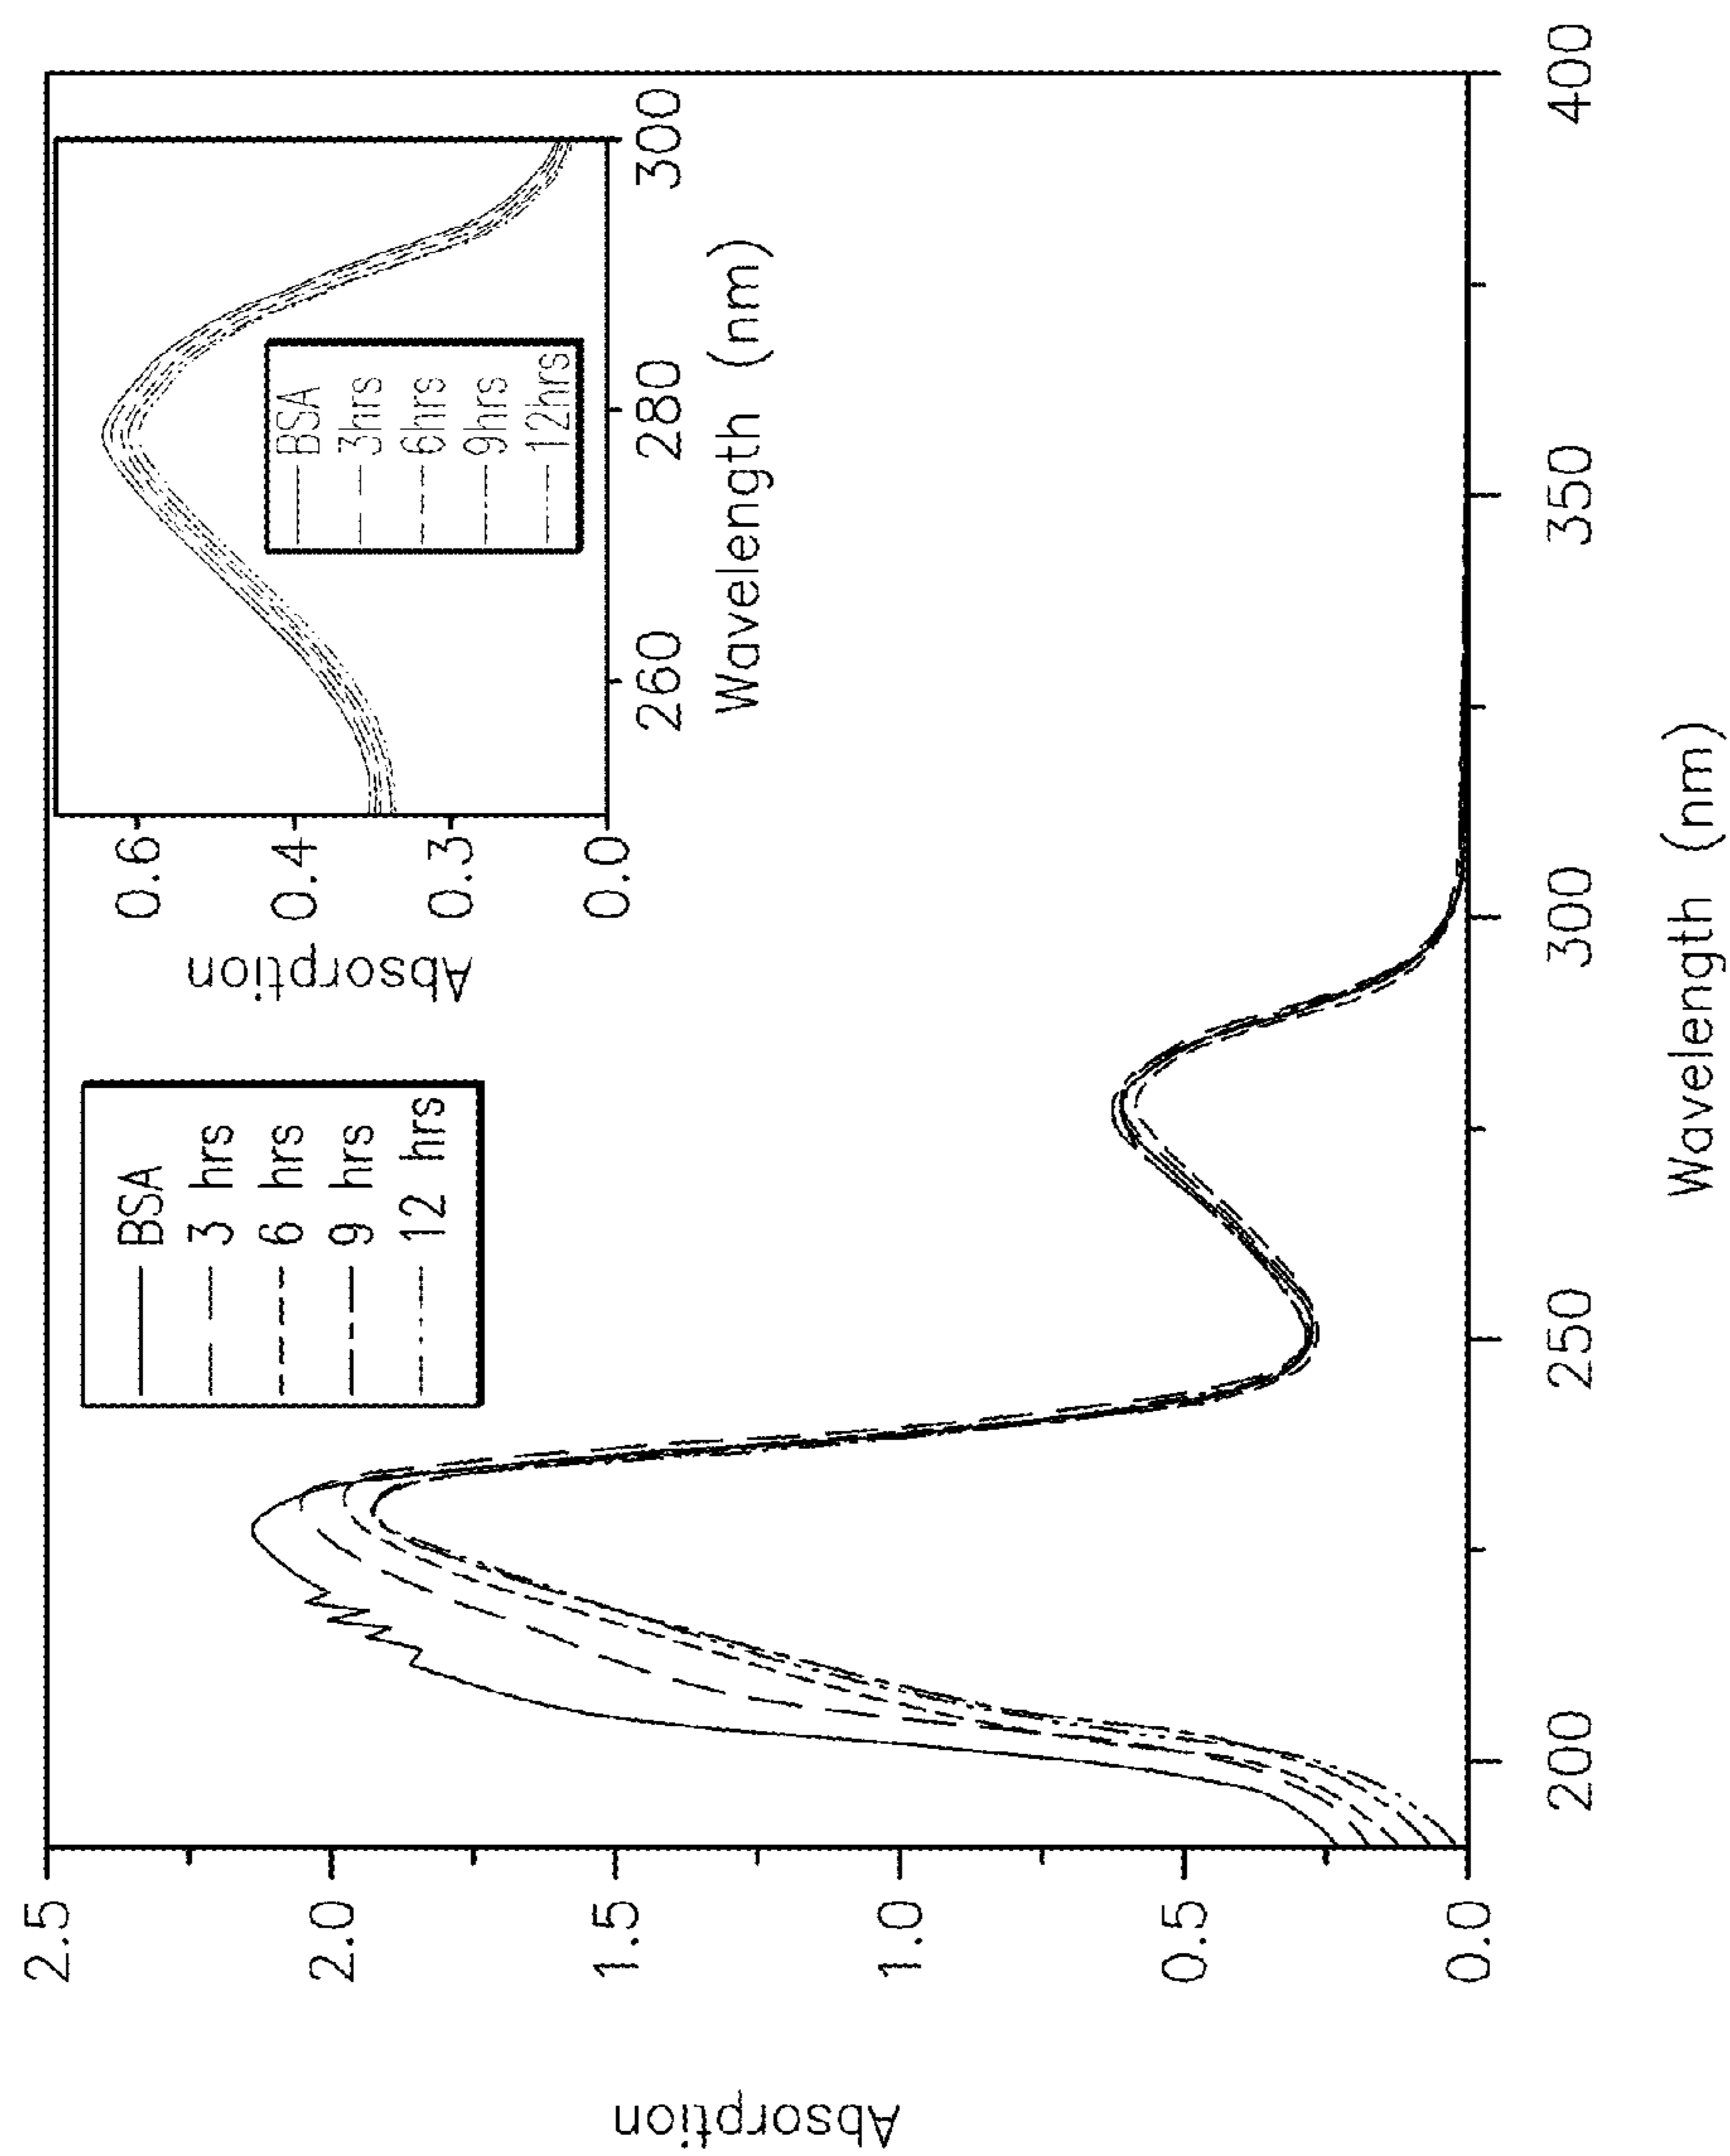 Absorption
2.5
2.0
1.5
1.0
0.5
0.0
200
250
300
350
400
Wavelength (nm)
BSA
3 hrs
6 hrs
9 hrs
12 hrs
Absorption
0.6
0.4
0.3
0.0
260
280
300
Wavelength (nm)
BSA
3hrs
6hrs
9hrs
12hrs